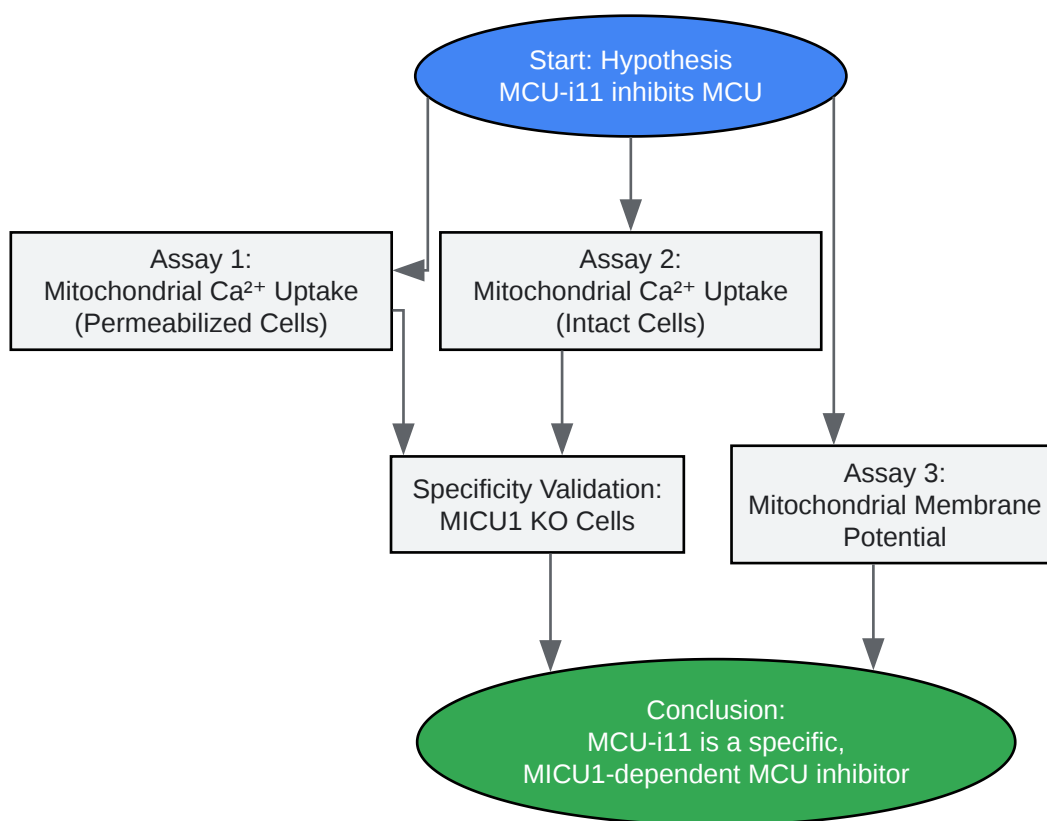 Start: Hypothesis
MCU-i11 inhibits MCU
Assay 1:
Mitochondrial Ca²⁺ Uptake
(Permeabilized Cells)
Assay 2:
Mitochondrial Ca²⁺ Uptake
(Intact Cells)
Specificity Validation:
MICU1 KO Cells
Assay 3:
Mitochondrial Membrane
Potential
Conclusion:
MCU-i11 is a specific,
MICU1-dependent MCU inhibitor